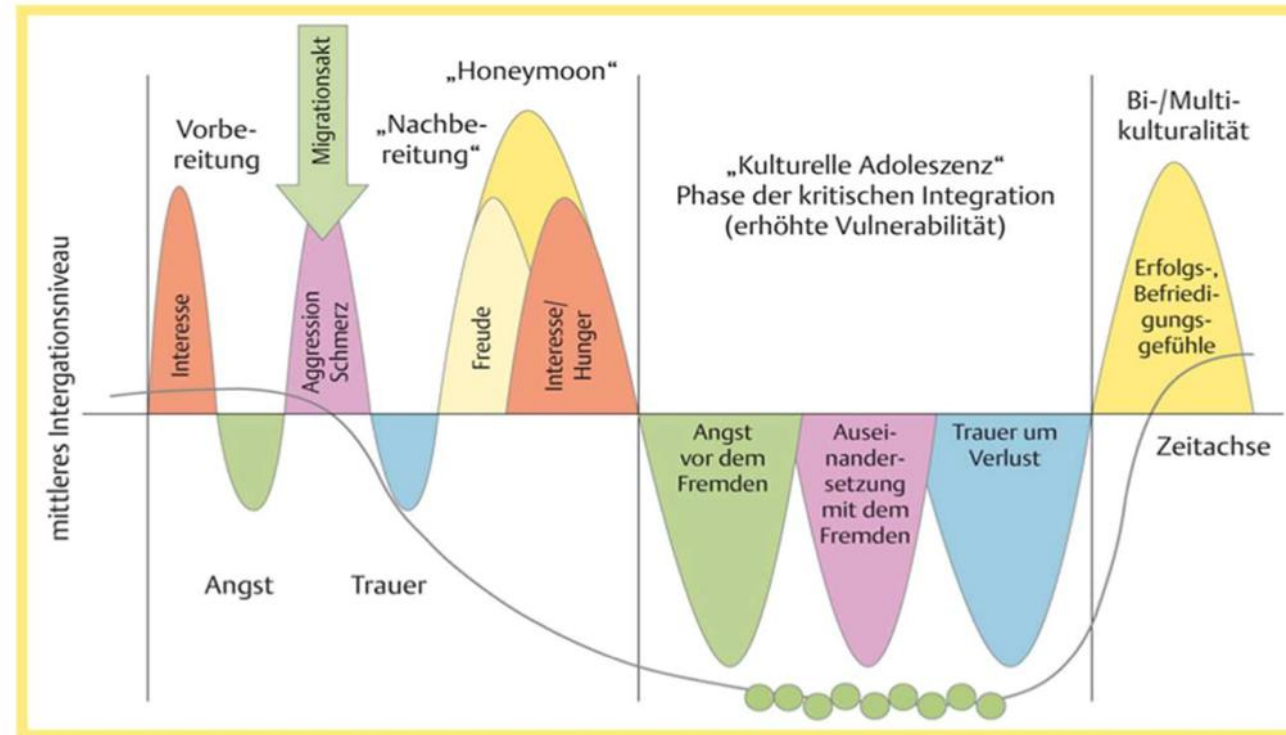 mittleres Intergationsniveau
Vorbe-
reitung
Migrationsakt
„Nachbe-
reitung“
„Honeymoon“
„Kulturelle Adoleszenz“
Phase der kritischen Integration
(erhöhte Vulnerabilität)
Bi-/Multi-
kulturalität
Interesse
Aggression
Schmerz
Freude
Interesse/
Hunger
Erfolgs-,
Befriedi-
gungs-
gefühle
Angst
vor dem
Fremden
Ausei-
nander-
setzung
mit dem
Fremden
Trauer um
Verlust
Zeitachse
Angst
Trauer